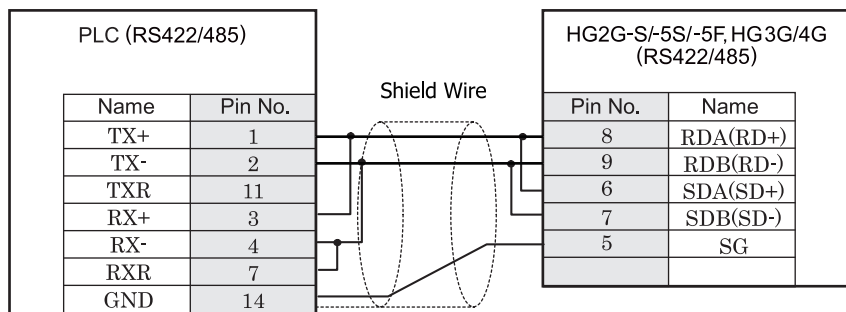 PLC (RS422/485)
HG2G-S/-5S/-5F, HG3G/4G
(RS422/485)
Shield Wire
Name Pin No.
TX+ 1
TX- 2
TXR 11
RX+ 3
RX- 4
RXR 7
GND 14
Pin No. Name
8 RDA(RD+)
9 RDB(RD-)
6 SDA(SD+)
7 SDB(SD-)
5 SG